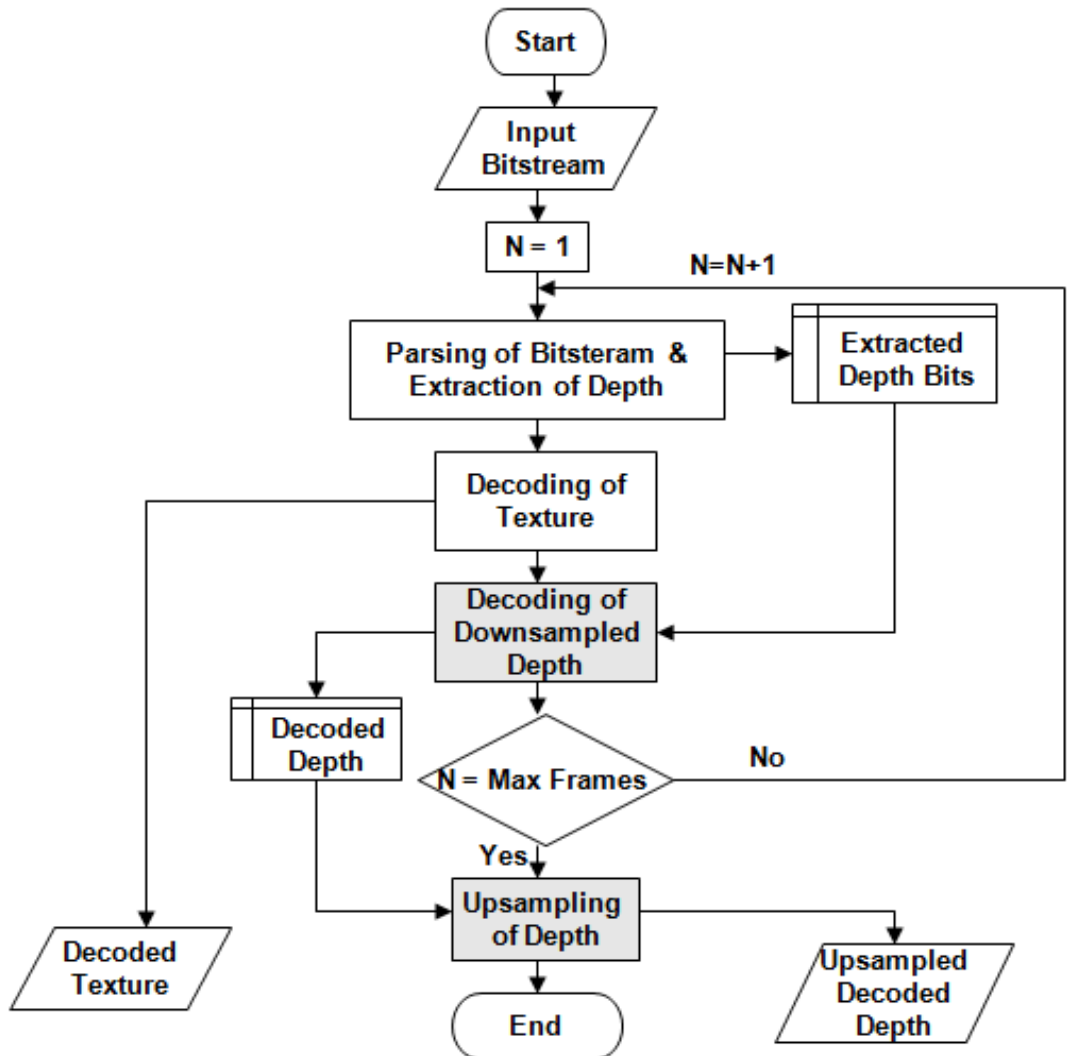 Start
Input
Bitstream
N = 1
N=N+1
Parsing of Bitsteram &
Extraction of Depth
Extracted
Depth Bits
Decoding of
Texture
Decoding of
Downsampled
Depth
Decoded
Depth
N = Max Frames
No
Yes
Upsampling
of Depth
Decoded
Texture
Upsampled
Decoded
Depth
End